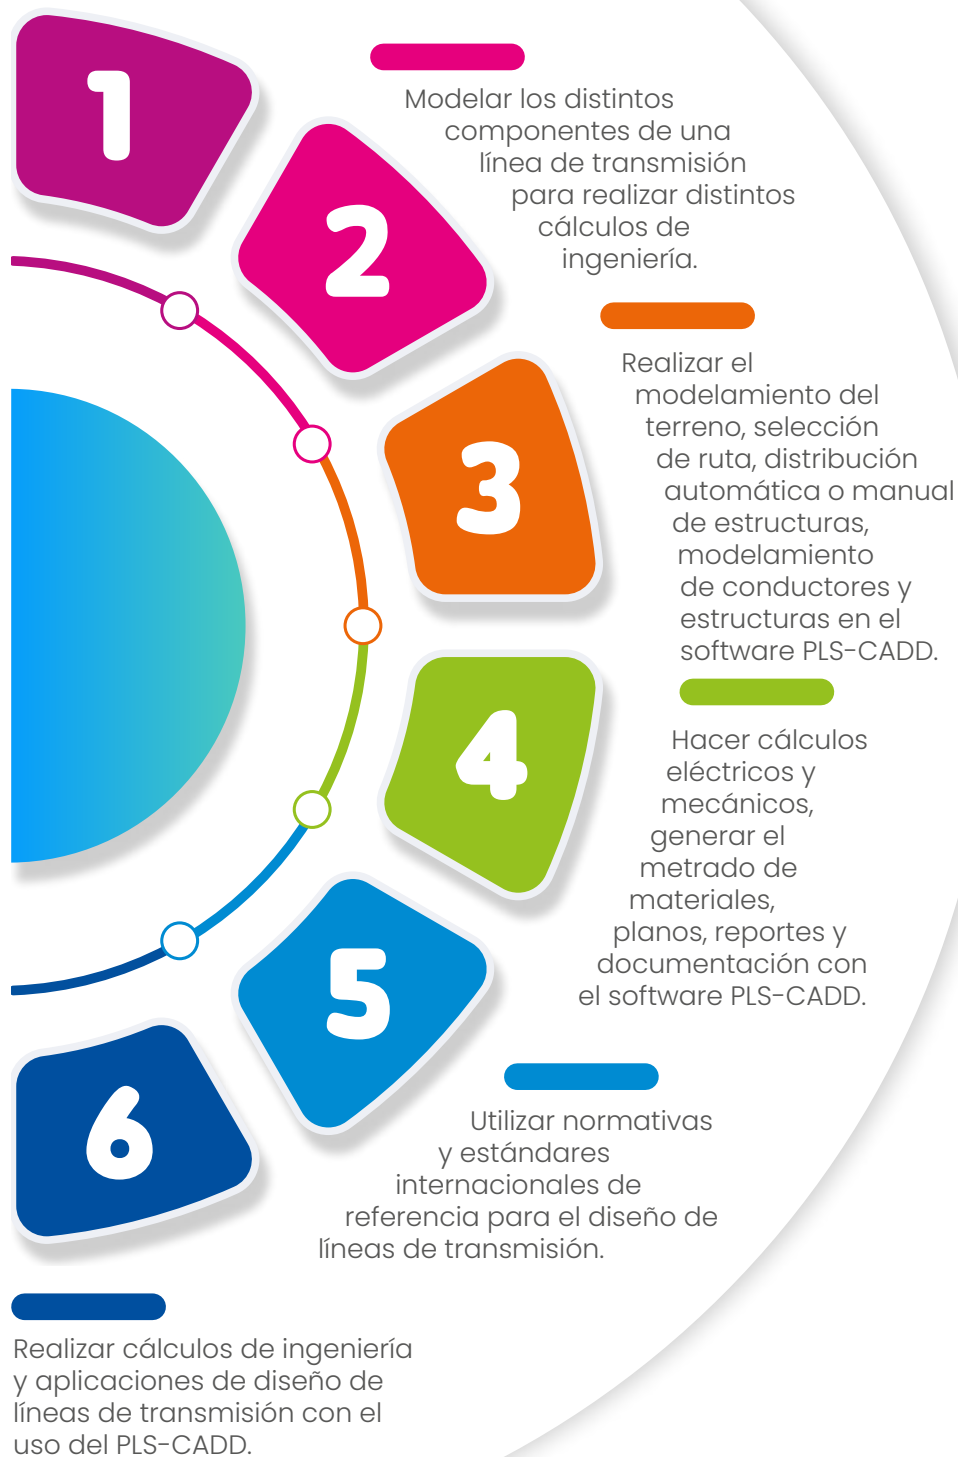 1
2
Modelar los distintos
componentes de una
línea de transmisión
para realizar distintos
cálculos de
ingeniería.
3
Realizar el
modelamiento del
terreno, selección
de ruta, distribución
automática o manual
de estructuras,
modelamiento
de conductores y
estructuras en el
software PLS-CADD.
4
Hacer cálculos
eléctricos y
mecánicos,
generar el
metrado de
materiales,
planos, reportes y
documentación con
el software PLS-CADD.
5
Utilizar normativas
y estándares
internacionales de
referencia para el diseño de
líneas de transmisión.
6
Realizar cálculos de ingeniería
y aplicaciones de diseño de
líneas de transmisión con el
uso del PLS-CADD.